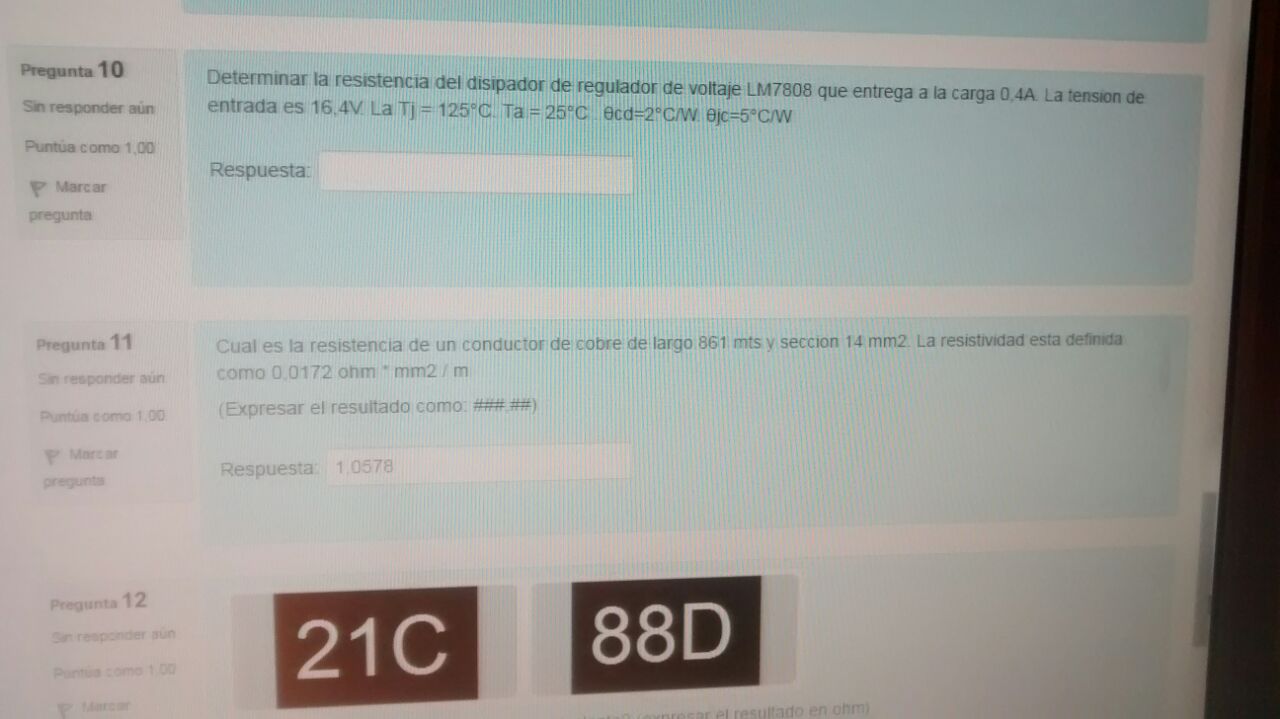 Pregunta 10
Sin responder aún
Puntúa como 1,00
Marcar
pregunta
Determinar la resistencia del disipador de regulador de voltaje LM7808 que entrega a la carga 0,4A. La tension de
entrada es 16,4V. La Tj = 125°C. Ta = 25°C . θcd=2°C/W. θjc=5°C/W
Respuesta:
Pregunta 11
Sin responder aún
Puntúa como 1,00
Marcar
pregunta
Cual es la resistencia de un conductor de cobre de largo 861 mts y seccion 14 mm2. La resistividad esta definida
como 0,0172 ohm * mm2 / m
(Expresar el resultado como: ###,##)
Respuesta: 1,0578
Pregunta 12
Sin responder aún
Puntúa como 1,00
Marcar
21C
88D
(expresar el resultado en ohm)